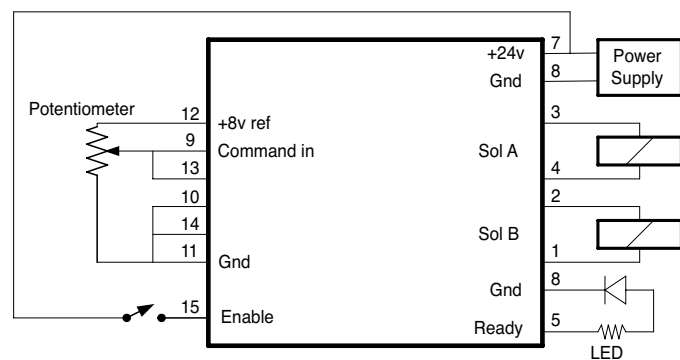 7
+24v
Power
Supply
8
Gnd
Potentiometer
12
+8v ref
3
9
Command in
Sol A
13
4
10
2
14
Sol B
11
Gnd
1
8
Gnd
15
Enable
5
Ready
LED